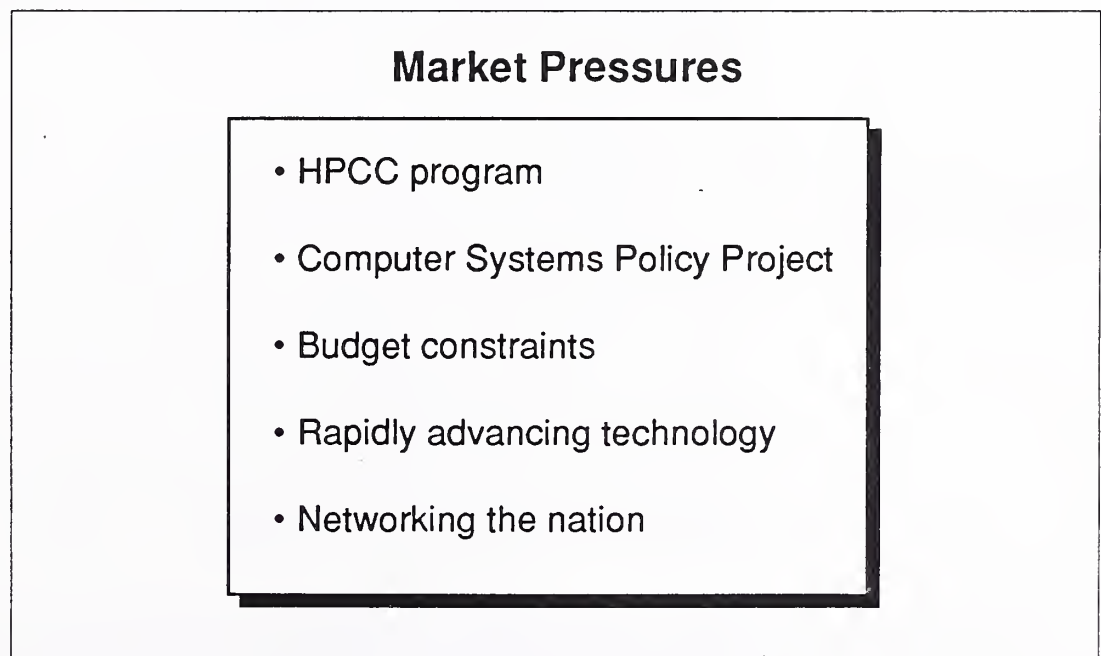 Market Pressures
• HPCC program
• Computer Systems Policy Project
• Budget constraints
• Rapidly advancing technology
• Networking the nation